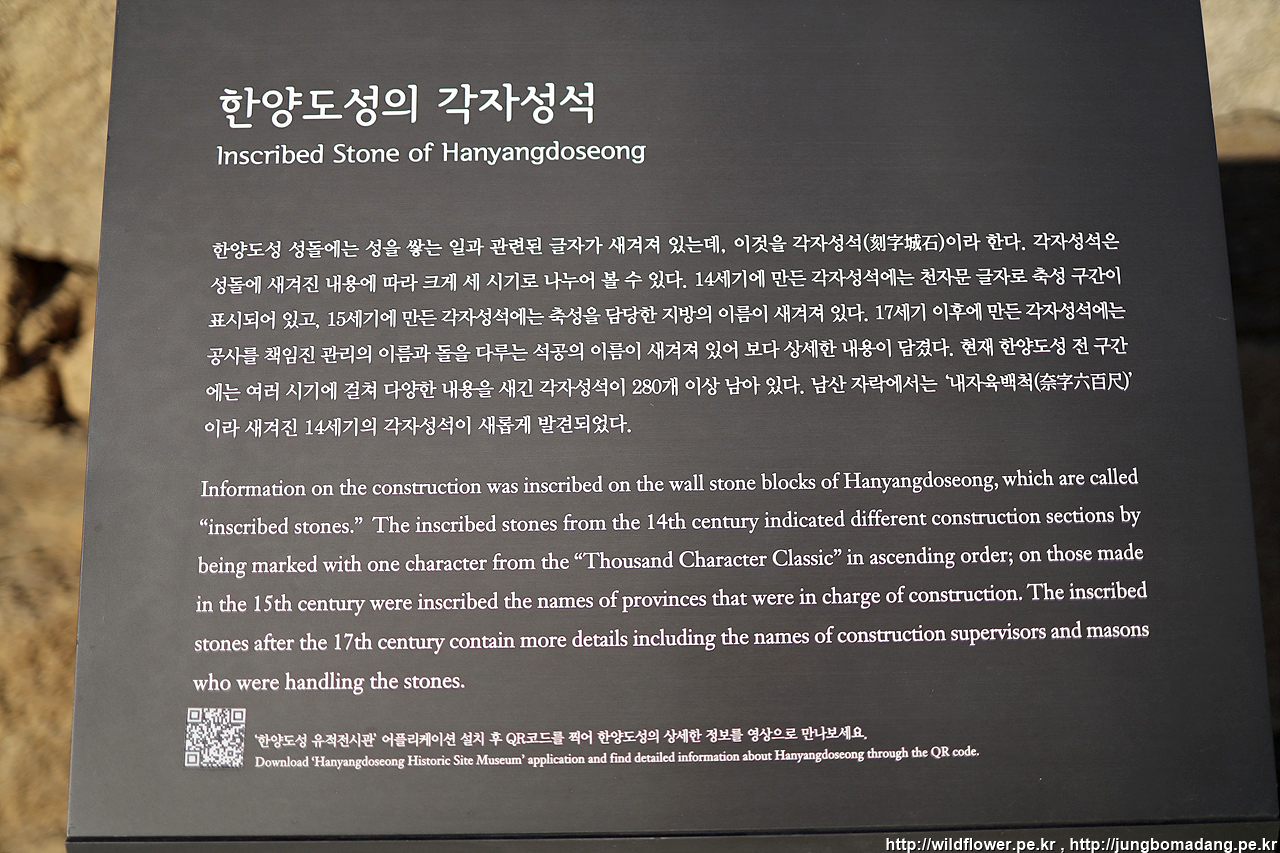 한양도성의 각자성석
Inscribed Stone of Hanyangdoseong
한양도성 성돌에는 성을 쌓는 일과 관련된 글자가 새겨져 있는데, 이것을 각자성석(刻字城石)이라 한다. 각자성석은
성돌에 새겨진 내용에 따라 크게 세 시기로 나누어 볼 수 있다. 14세기에 만든 각자성석에는 천자문 글자로 축성 구간이
표시되어 있고, 15세기에 만든 각자성석에는 축성을 담당한 지방의 이름이 새겨져 있다. 17세기 이후에 만든 각자성석에는
공사를 책임진 관리의 이름과 돌을 다루는 석공의 이름이 새겨져 있어 보다 상세한 내용이 담겼다. 현재 한양도성 전 구간
에는 여러 시기에 걸쳐 다양한 내용을 새긴 각자성석이 280개 이상 남아 있다. 남산 자락에서는 ‘내자육백척(奈字六百尺)’
이라 새겨진 14세기의 각자성석이 새롭게 발견되었다.
Information on the construction was inscribed on the wall stone blocks of Hanyangdoseong, which are called
“inscribed stones.” The inscribed stones from the 14th century indicated different construction sections by
being marked with one character from the “Thousand Character Classic” in ascending order; on those made
in the 15th century were inscribed the names of provinces that were in charge of construction. The inscribed
stones after the 17th century contain more details including the names of construction supervisors and masons
who were handling the stones.
‘한양도성 유적전시관’ 어플리케이션 설치 후 QR코드를 찍어 한양도성의 상세한 정보를 영상으로 만나보세요.
Download ‘Hanyangdoseong Historic Site Museum’ application and find detailed information about Hanyangdoseong through the QR code.
http://wildflower.pe.kr , http://jungbomadang.pe.kr